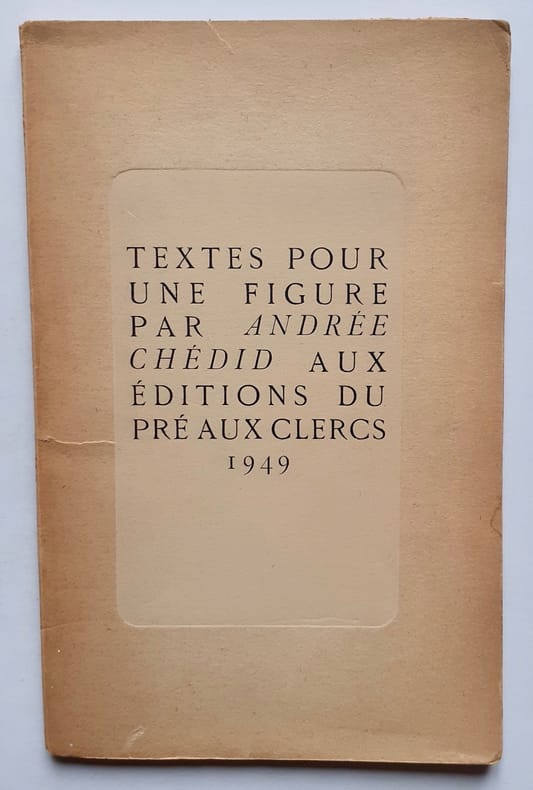 TEXTES POUR
UNE FIGURE
PAR ANDRÉE
CHÉDID AUX
ÉDITIONS DU
PRÉ AUX CLERCS
1949